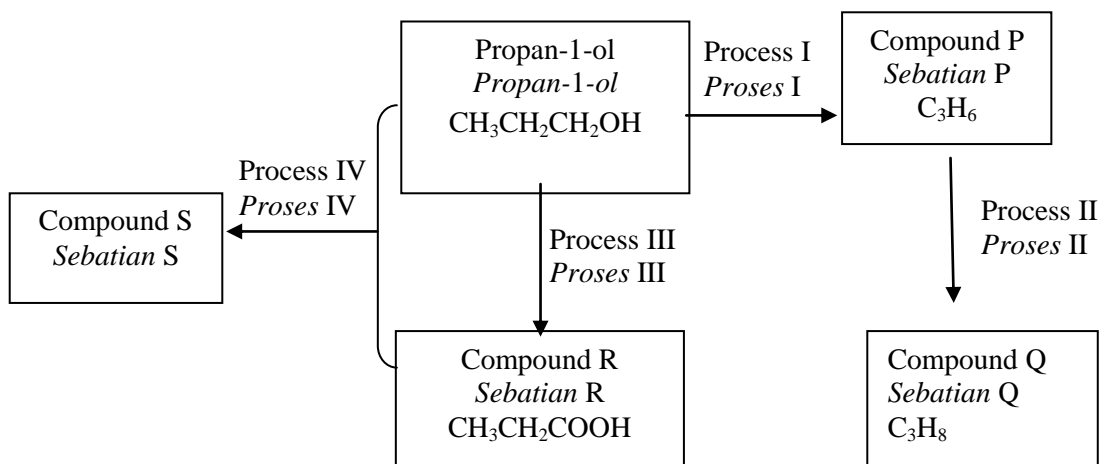 Propan-1-ol
Propan-1-ol
CH₃CH₂CH₂OH
Process I
Proses I
Compound P
Sebatian P
C₃H₆
Process IV
Proses IV
Compound S
Sebatian S
Process III
Proses III
Process II
Proses II
Compound R
Sebatian R
CH₃CH₂COOH
Compound Q
Sebatian Q
C₃H₈